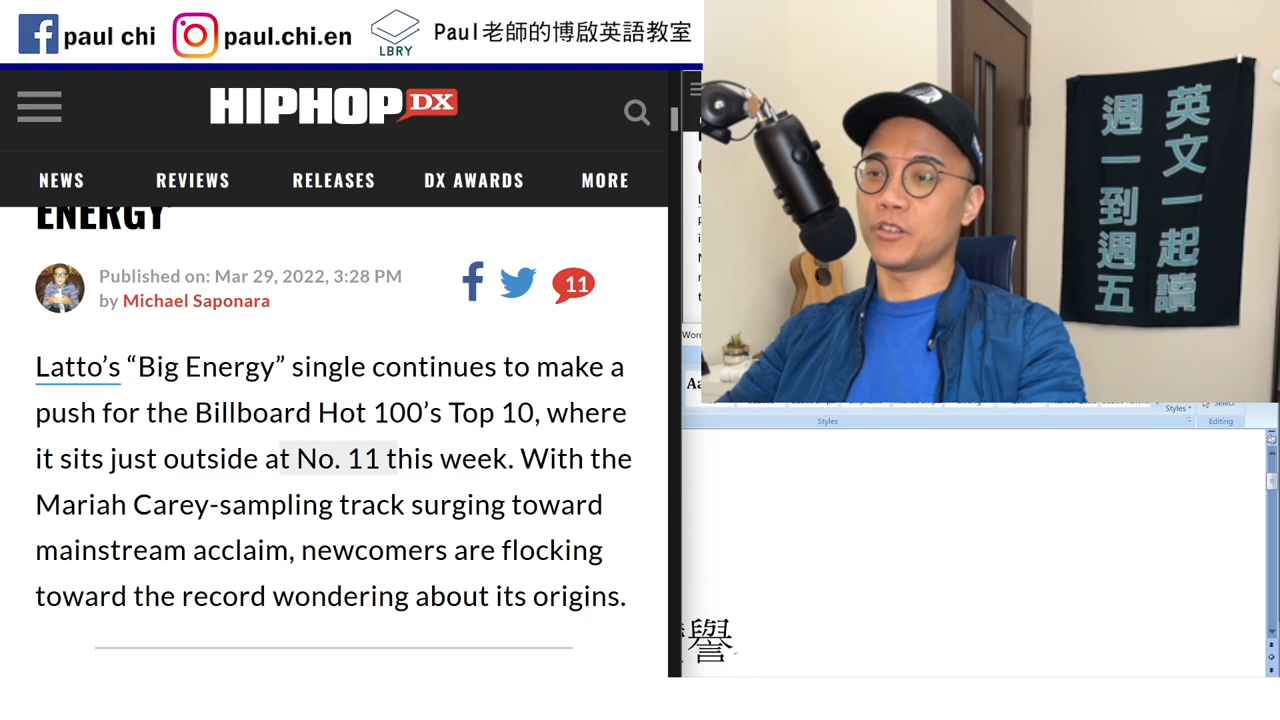 paul chi
paul.chi.en
LBRY
Paul老師的博啟英語教室
HIPHOPDX
NEWS
REVIEWS
RELEASES
DX AWARDS
MORE
ENERGY
Published on: Mar 29, 2022, 3:28 PM
by Michael Saponara
11
Latto’s “Big Energy” single continues to make a
push for the Billboard Hot 100’s Top 10, where
it sits just outside at No. 11 this week. With the
Mariah Carey-sampling track surging toward
mainstream acclaim, newcomers are flocking
toward the record wondering about its origins.
英文一起讀
週一到週五
Styles
Select
Styles
Editing
譽